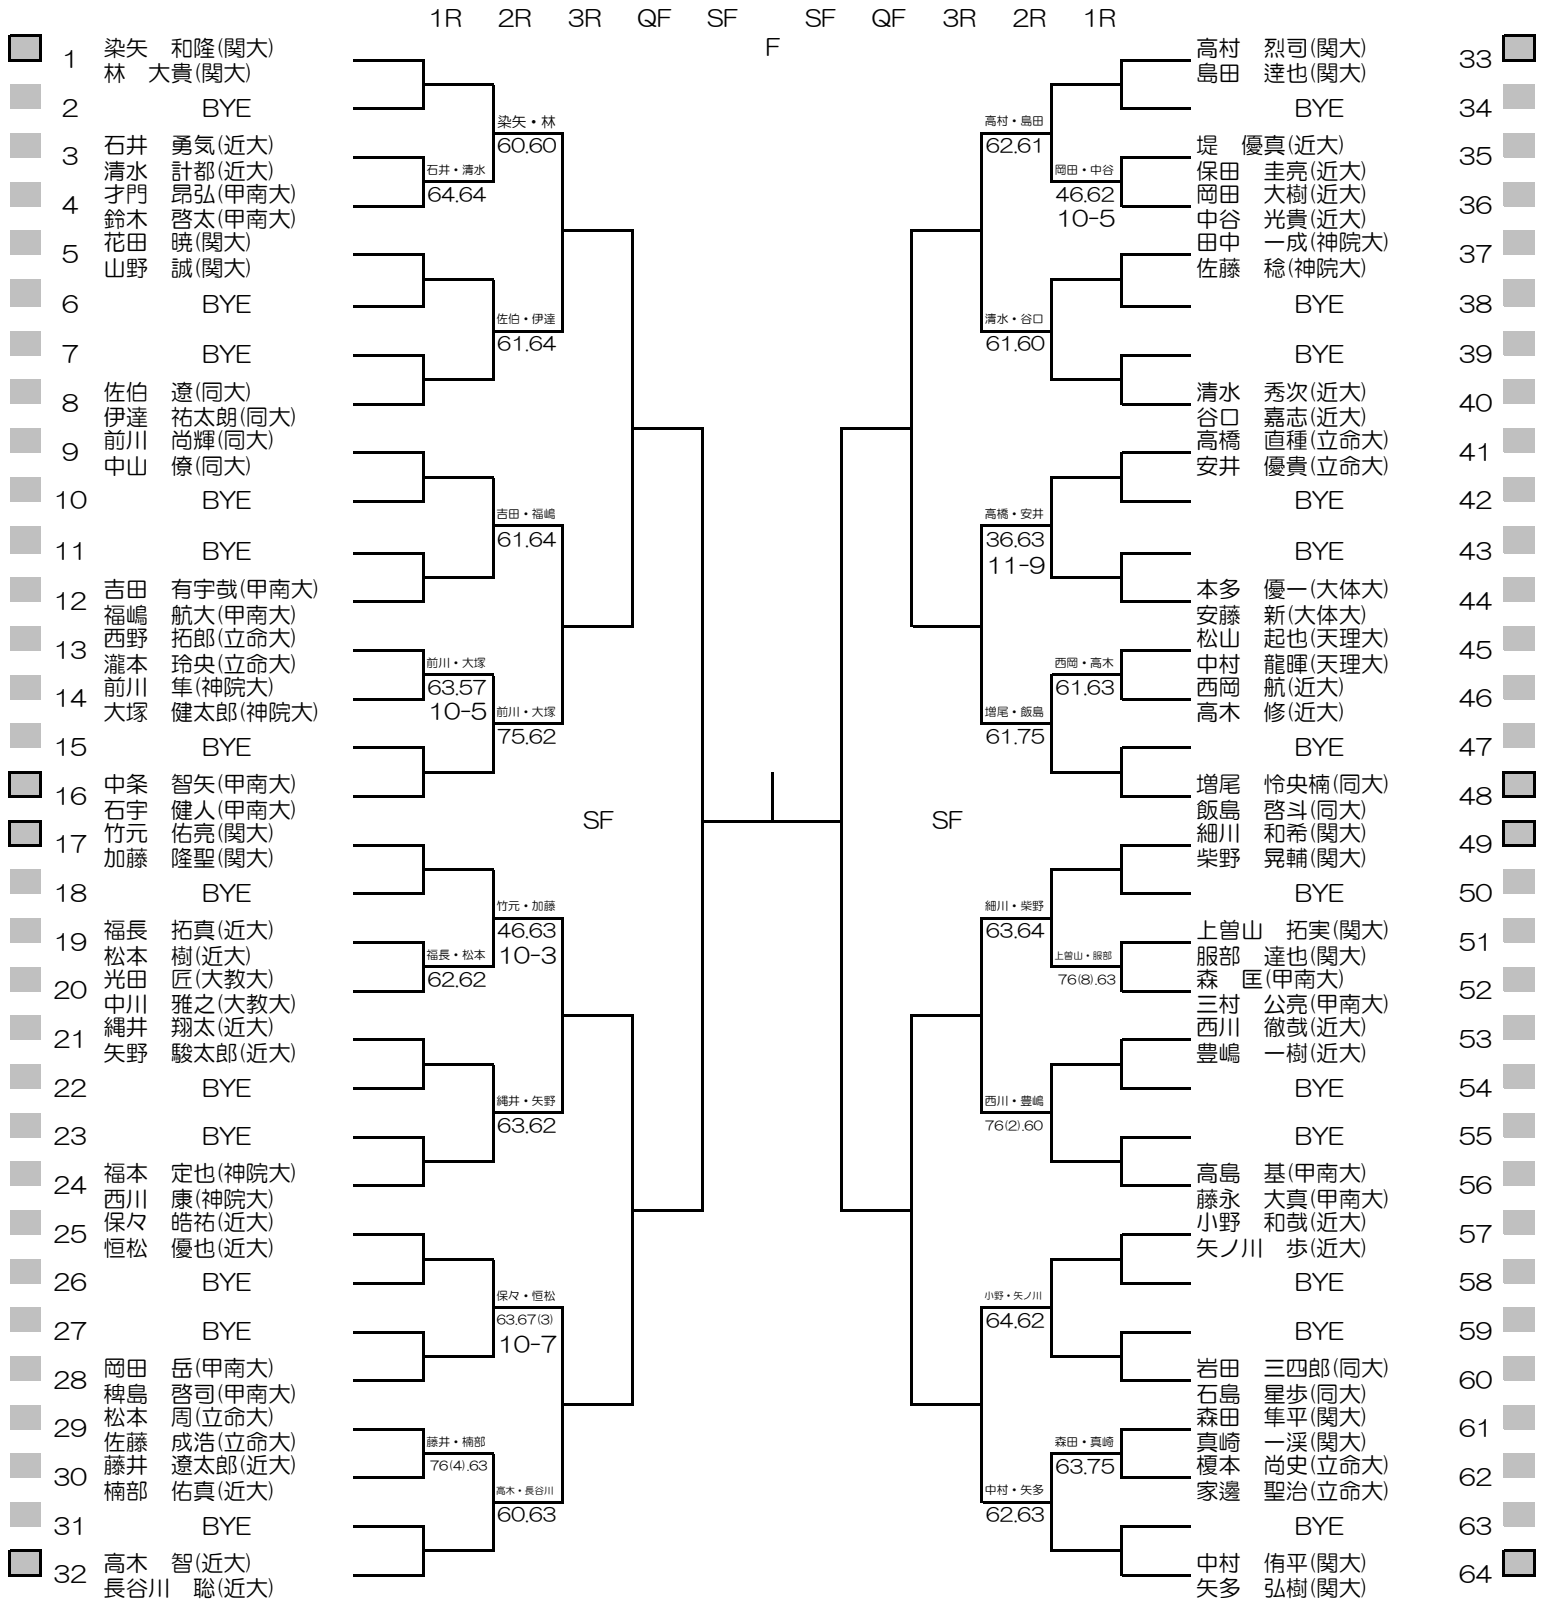 1R 2R 3R QF SF F SF QF 3R 2R 1R
1 染矢 和隆(関大)
林 大貴(関大)
2 BYE
3 石井 勇気(近大)
清水 計都(近大)
4 才門 昂弘(甲南大)
鈴木 啓太(甲南大)
5 花田 暁(関大)
山野 誠(関大)
6 BYE
7 BYE
8 佐伯 遼(同大)
伊達 祐太朗(同大)
9 前川 尚輝(同大)
中山 僚(同大)
10 BYE
11 BYE
12 吉田 有宇哉(甲南大)
福嶋 航大(甲南大)
13 西野 拓郎(立命大)
瀧本 玲央(立命大)
14 前川 隼(神院大)
大塚 健太郎(神院大)
15 BYE
16 中条 智矢(甲南大)
石宇 健人(甲南大)
17 竹元 佑亮(関大)
加藤 隆聖(関大)
18 BYE
19 福長 拓真(近大)
松本 樹(近大)
20 光田 匠(大教大)
中川 雅之(大教大)
21 縄井 翔太(近大)
矢野 駿太郎(近大)
22 BYE
23 BYE
24 福本 定也(神院大)
西川 康(神院大)
25 保々 皓祐(近大)
恒松 優也(近大)
26 BYE
27 BYE
28 岡田 岳(甲南大)
稗島 啓司(甲南大)
29 松本 周(立命大)
佐藤 成浩(立命大)
30 藤井 遼太郎(近大)
楠部 佑真(近大)
31 BYE
32 高木 智(近大)
長谷川 聡(近大)
石井・清水
64.64
前川・大塚
63.57
10-5
福長・松本
62.62
藤井・楠部
76(4).63
染矢・林
60.60
佐伯・伊達
61.64
吉田・福嶋
61.64
前川・大塚
75.62
竹元・加藤
46.63
10-3
縄井・矢野
63.62
保々・恒松
63.67(3)
10-7
高木・長谷川
60.63
SF
SF
高村・島田
62.61
清水・谷口
61.60
高橋・安井
36.63
11-9
増尾・飯島
61.75
細川・柴野
63.64
西川・豊嶋
76(2).60
小野・矢ノ川
64.62
中村・矢多
62.63
岡田・中谷
46.62
10-5
西岡・高木
61.63
上曽山・服部
76(8).63
森田・真崎
63.75
高村 烈司(関大) 33
島田 達也(関大)
BYE 34
堤 優真(近大) 35
保田 圭亮(近大)
岡田 大樹(近大) 36
中谷 光貴(近大)
田中 一成(神院大) 37
佐藤 稔(神院大)
BYE 38
BYE 39
清水 秀次(近大) 40
谷口 嘉志(近大)
高橋 直種(立命大) 41
安井 優貴(立命大)
BYE 42
BYE 43
本多 優一(大体大) 44
安藤 新(大体大)
松山 起也(天理大) 45
中村 龍暉(天理大)
西岡 航(近大) 46
高木 修(近大)
BYE 47
増尾 怜央楠(同大) 48
飯島 啓斗(同大)
細川 和希(関大) 49
柴野 晃輔(関大)
BYE 50
上曽山 拓実(関大) 51
服部 達也(関大)
森 匡(甲南大) 52
三村 公亮(甲南大)
西川 徹哉(近大) 53
豊嶋 一樹(近大)
BYE 54
BYE 55
高島 基(甲南大) 56
藤永 大真(甲南大)
小野 和哉(近大) 57
矢ノ川 歩(近大)
BYE 58
BYE 59
岩田 三四郎(同大) 60
石島 星歩(同大)
森田 隼平(関大) 61
真崎 一渓(関大)
榎本 尚史(立命大) 62
家邊 聖治(立命大)
BYE 63
中村 侑平(関大) 64
矢多 弘樹(関大)